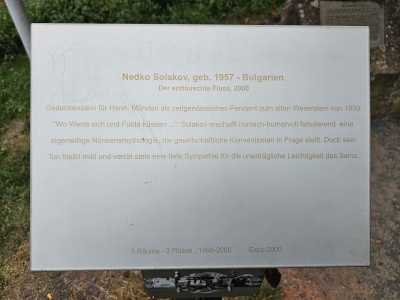 Nedko Solakov, geb. 1957 - Bulgarien
Der enttäuschte Fluss, 2000
Gedenkenstein für Hann. Münden als zeitgenössisches Pendent zum alten Weserstein von 1899
"Wo Werra sich und Fulda küssen ...". Solakov erschafft ironisch-humorvoll fabulierend eine
eigenwillige Nonsensmythologie, die gesellschaftliche Konventionen in Frage stellt. Doch sein
Ton bleibt mild und verrät stets eine tiefe Sympathie für die unerträgliche Leichtigkeit des Seins.
3 Räume - 3 Flüsse, 1998-2000 Expo 2000